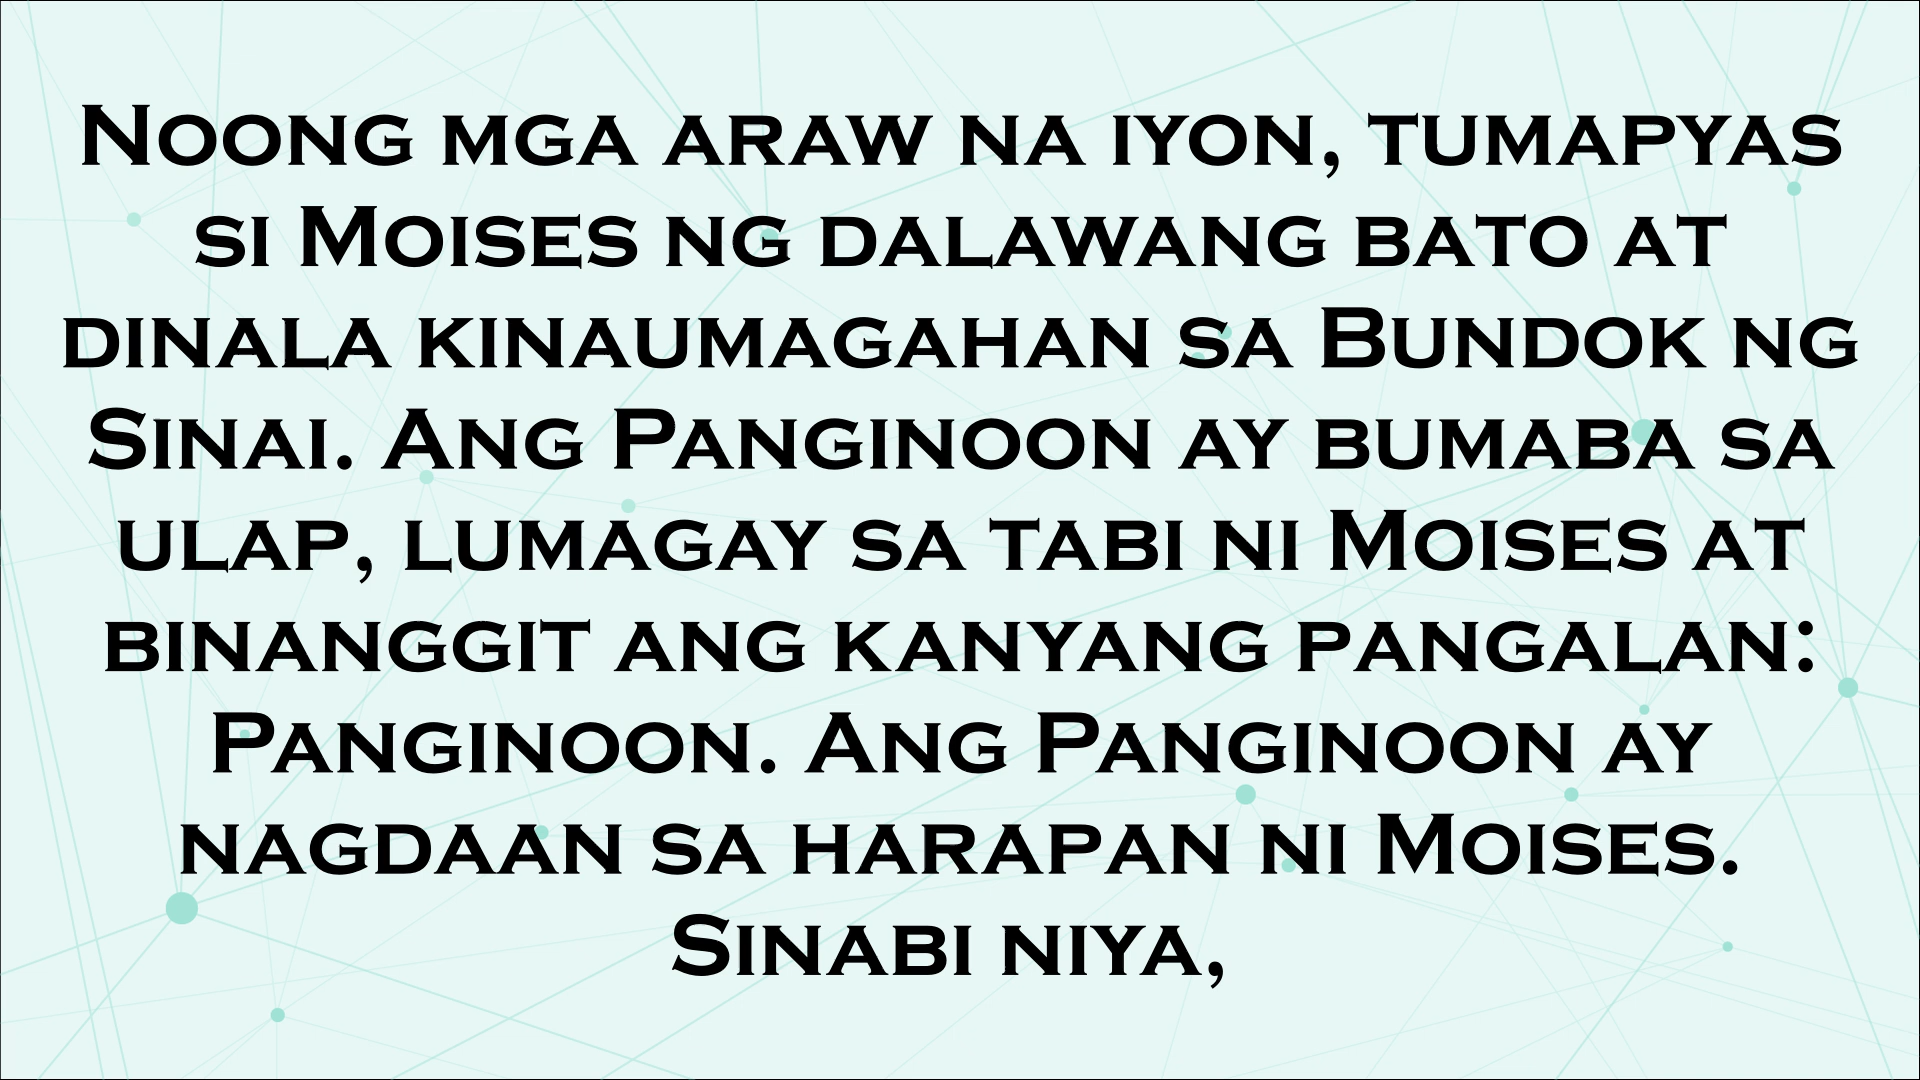 Noong mga araw na iyon, tumapyas
si Moises ng dalawang bato at
dinala kinaumagahan sa Bundok ng
Sinai. Ang Panginoon ay bumaba sa
ulap, lumagay sa tabi ni Moises at
binanggit ang kanyang pangalan:
Panginoon. Ang Panginoon ay
nagdaan sa harapan ni Moises.
Sinabi niya,